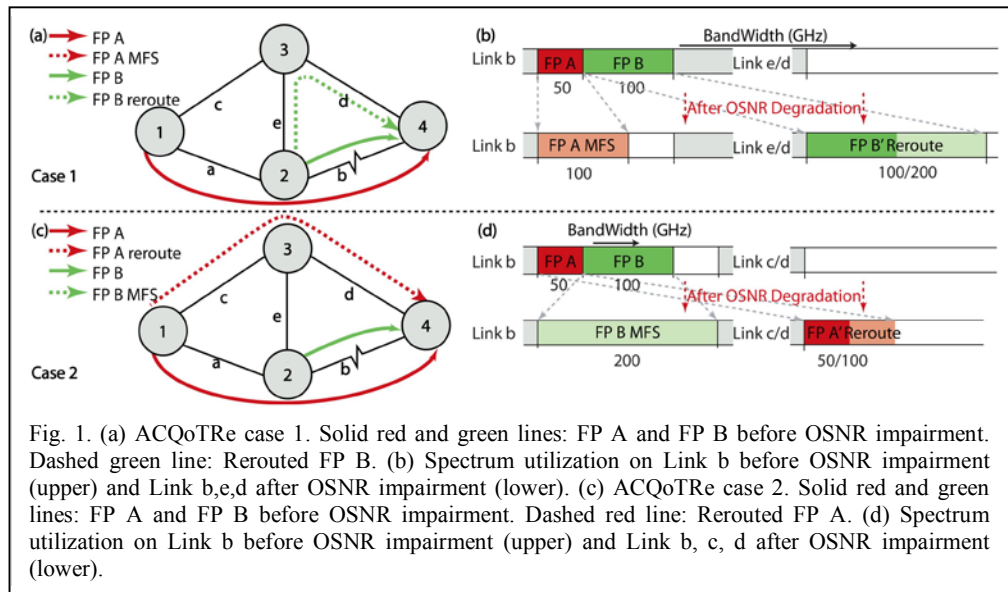 (a)
FP A
FP A MFS
FP B
FP B reroute
3
c
d
e
1
4
a
2
b
Case 1
(b)
BandWidth (GHz)
Link b
FP A
FP B
Link e/d
50
100
After OSNR Degradation
Link b
FP A MFS
Link e/d
FP B' Reroute
100
100/200
(c)
FP A
FP A reroute
FP B
FP B MFS
3
c
d
e
1
4
a
2
b
Case 2
(d)
BandWidth (GHz)
Link b
FP A
FP B
Link c/d
50
100
After OSNR Degradation
Link b
FP B MFS
Link c/d
FP A' Reroute
200
50/100
Fig. 1. (a) ACQoTRe case 1. Solid red and green lines: FP A and FP B before OSNR impairment.
Dashed green line: Rerouted FP B. (b) Spectrum utilization on Link b before OSNR impairment
(upper) and Link b,e,d after OSNR impairment (lower). (c) ACQoTRe case 2. Solid red and green
lines: FP A and FP B before OSNR impairment. Dashed red line: Rerouted FP A. (d) Spectrum
utilization on Link b before OSNR impairment (upper) and Link b, c, d after OSNR impairment
(lower).